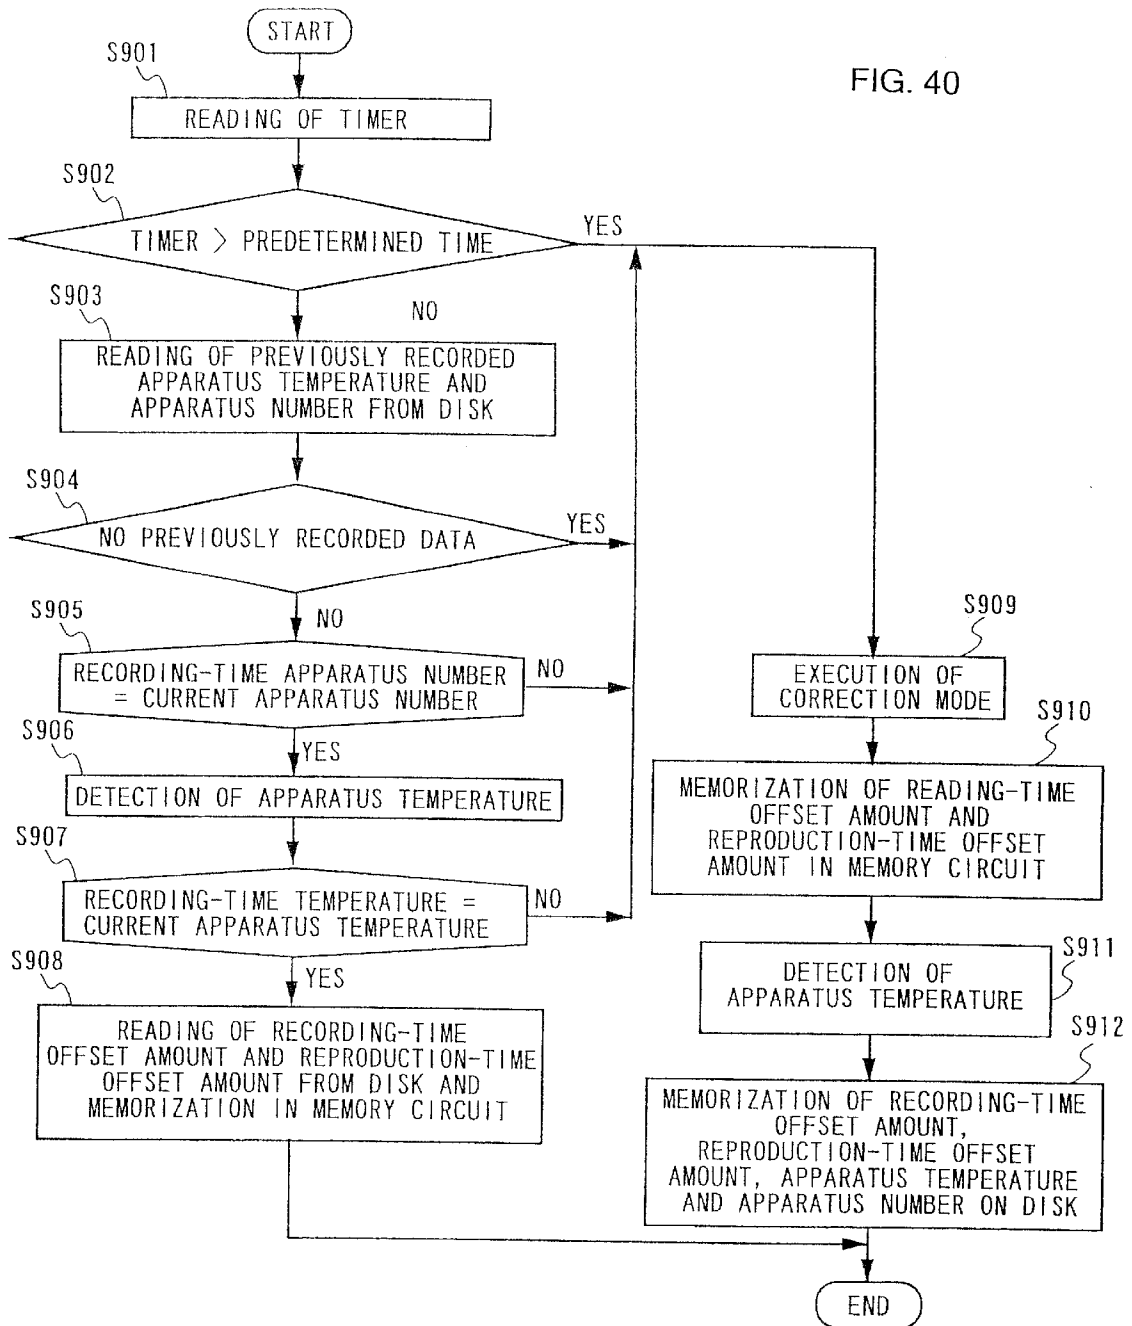 START
S901
FIG. 40
READING OF TIMER
S902
TIMER > PREDETERMINED TIME
YES
S903
NO
READING OF PREVIOUSLY RECORDED
APPARATUS TEMPERATURE AND
APPARATUS NUMBER FROM DISK
S904
NO PREVIOUSLY RECORDED DATA
YES
S905
NO
RECORDING-TIME APPARATUS NUMBER
= CURRENT APPARATUS NUMBER
NO
S906
YES
DETECTION OF APPARATUS TEMPERATURE
S907
RECORDING-TIME TEMPERATURE =
CURRENT APPARATUS TEMPERATURE
NO
S908
YES
READING OF RECORDING-TIME
OFFSET AMOUNT AND REPRODUCTION-TIME
OFFSET AMOUNT FROM DISK AND
MEMORIZATION IN MEMORY CIRCUIT
S909
EXECUTION OF
CORRECTION MODE
S910
MEMORIZATION OF READING-TIME
OFFSET AMOUNT AND
REPRODUCTION-TIME OFFSET
AMOUNT IN MEMORY CIRCUIT
S911
DETECTION OF
APPARATUS TEMPERATURE
S912
MEMORIZATION OF RECORDING-TIME
OFFSET AMOUNT,
REPRODUCTION-TIME OFFSET
AMOUNT, APPARATUS TEMPERATURE
AND APPARATUS NUMBER ON DISK
END